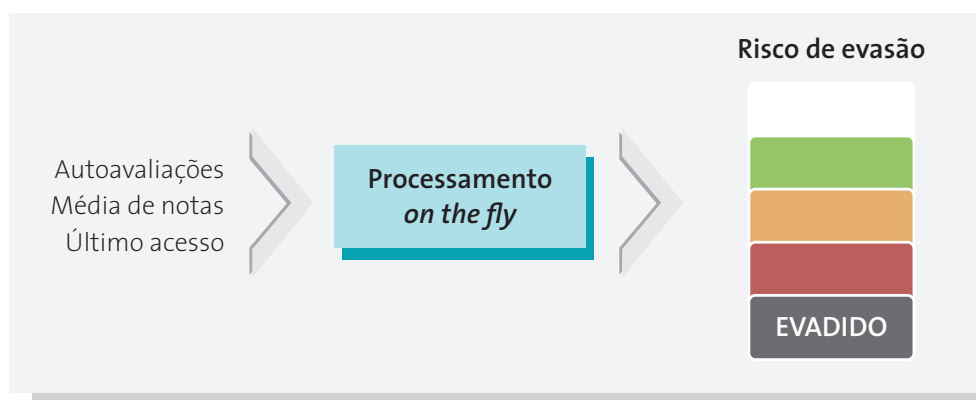 Risco de evasão
Autoavaliações
Média de notas
Último acesso
Processamento
on the fly
EVADIDO